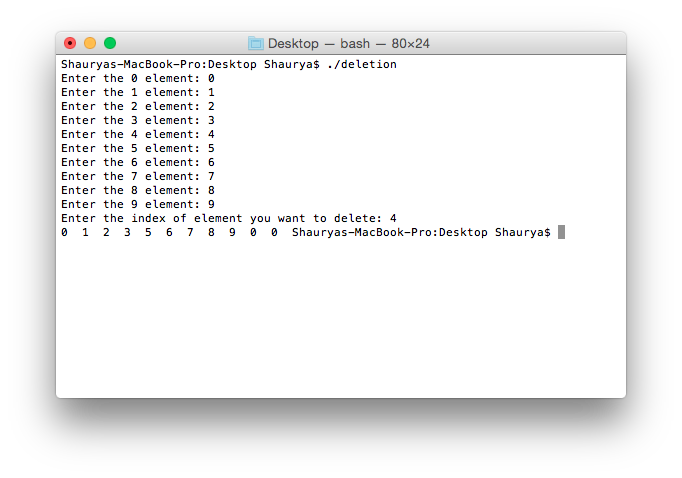 Desktop — bash — 80×24
Shauryas-MacBook-Pro:Desktop Shaurya$ ./deletion
Enter the 0 element: 0
Enter the 1 element: 1
Enter the 2 element: 2
Enter the 3 element: 3
Enter the 4 element: 4
Enter the 5 element: 5
Enter the 6 element: 6
Enter the 7 element: 7
Enter the 8 element: 8
Enter the 9 element: 9
Enter the index of element you want to delete: 4
0  1  2  3  5  6  7  8  9  0  0  Shauryas-MacBook-Pro:Desktop Shaurya$